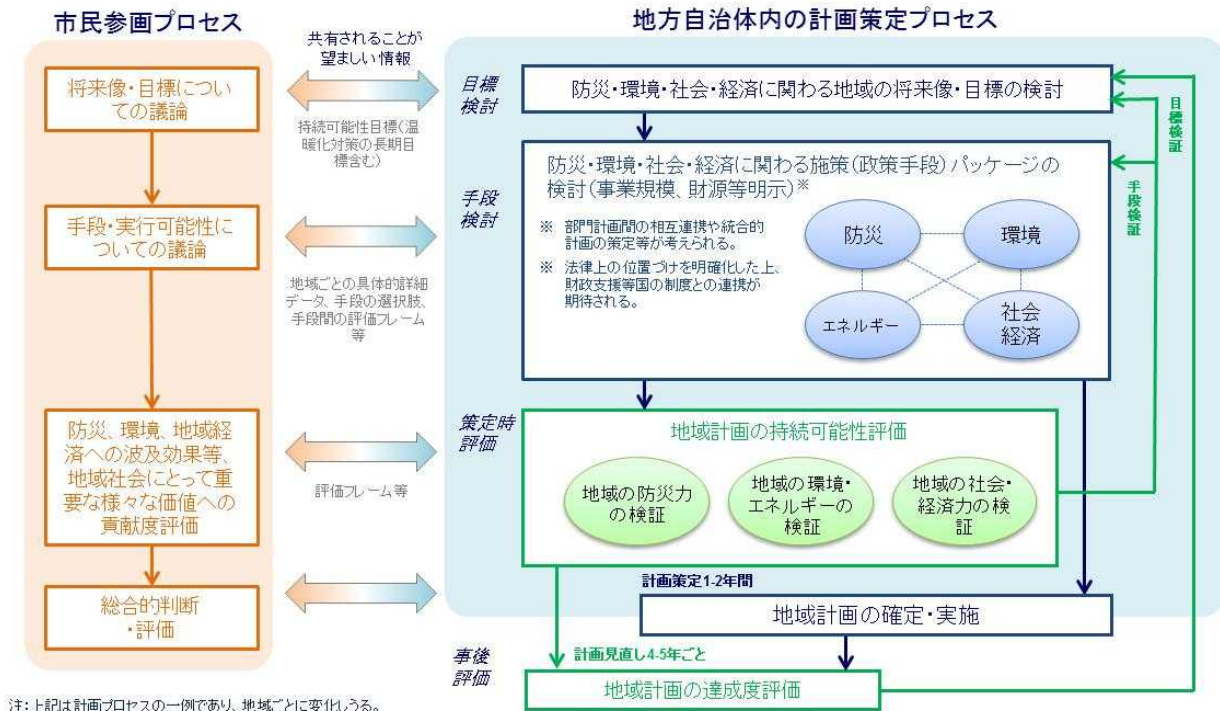 市民参画プロセス
地方自治体内の計画策定プロセス
共有されることが
望ましい情報
将来像・目標につい
ての議論
持続可能性目標(温
暖化対策の長期目
標含む)
目標
検討
防災・環境・社会・経済に関わる地域の将来像・目標の検討
目標検証
手段検証
手段・実行可能性に
ついての議論
地域ごとの具体的詳細
データ、手段の選択肢、
手段間の評価フレーム
等
手段
検討
防災・環境・社会・経済に関わる施策(政策手段)パッケージの
検討(事業規模、財源等明示)※
※ 部門計画間の相互連携や統合的
計画の策定等が考えられる。
※ 法律上の位置づけを明確化した上、
財政支援等国の制度との連携が
期待される。
防災
環境
エネルギー
社会
経済
防災、環境、地域経
済への波及効果等、
地域社会にとって重
要な様々な価値への
貢献度評価
評価フレーム等
策定時
評価
地域計画の持続可能性評価
地域の防災力
の検証
地域の環境・
エネルギーの
検証
地域の社会・
経済力の検
証
総合的判断
・評価
計画策定1-2年間
地域計画の確定・実施
事後
評価
計画見直し4-5年ごと
地域計画の達成度評価
注:上記は計画プロセスの一例であり、地域ごとに変化しうる。